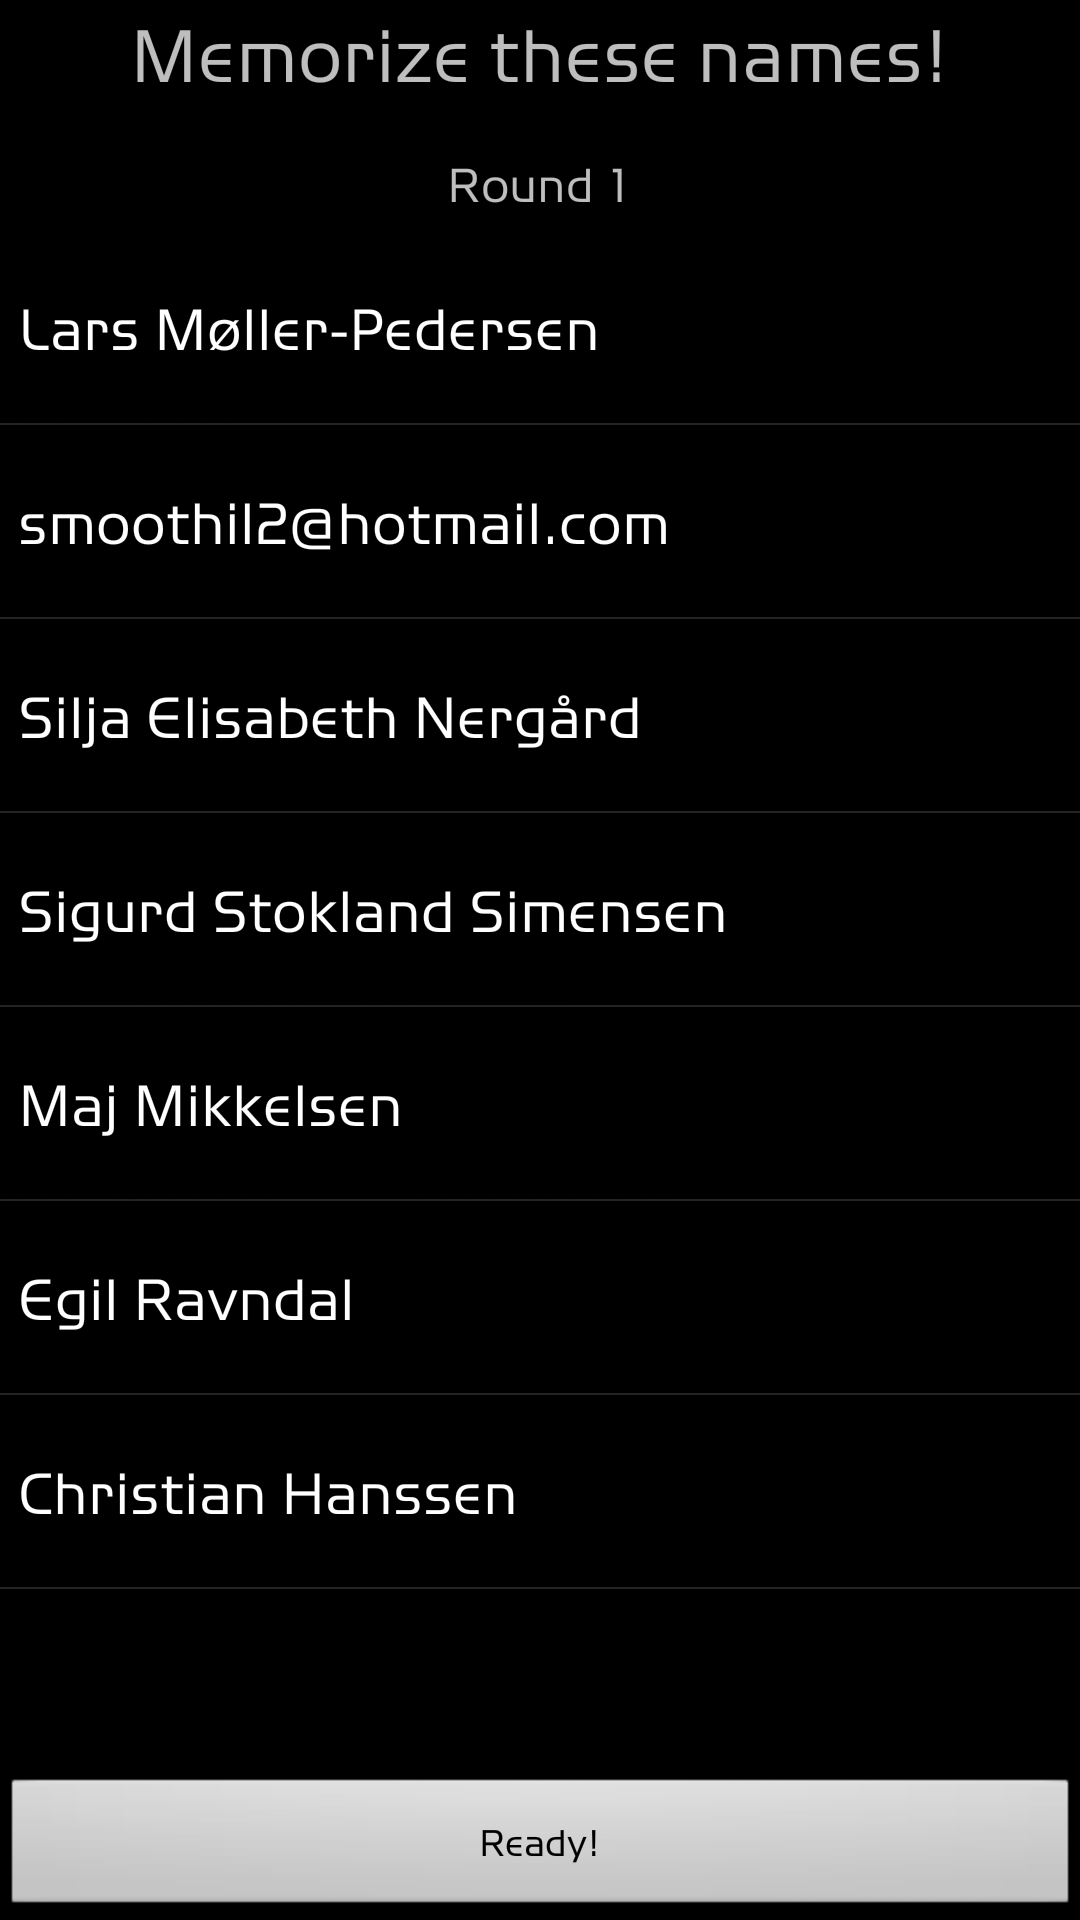 Memorize these names!
Round 1
Lars Møller-Pedersen
smoothil2@hotmail.com
Silja Elisabeth Nergård
Sigurd Stokland Simensen
Maj Mikkelsen
Egil Ravndal
Christian Hanssen
Ready!